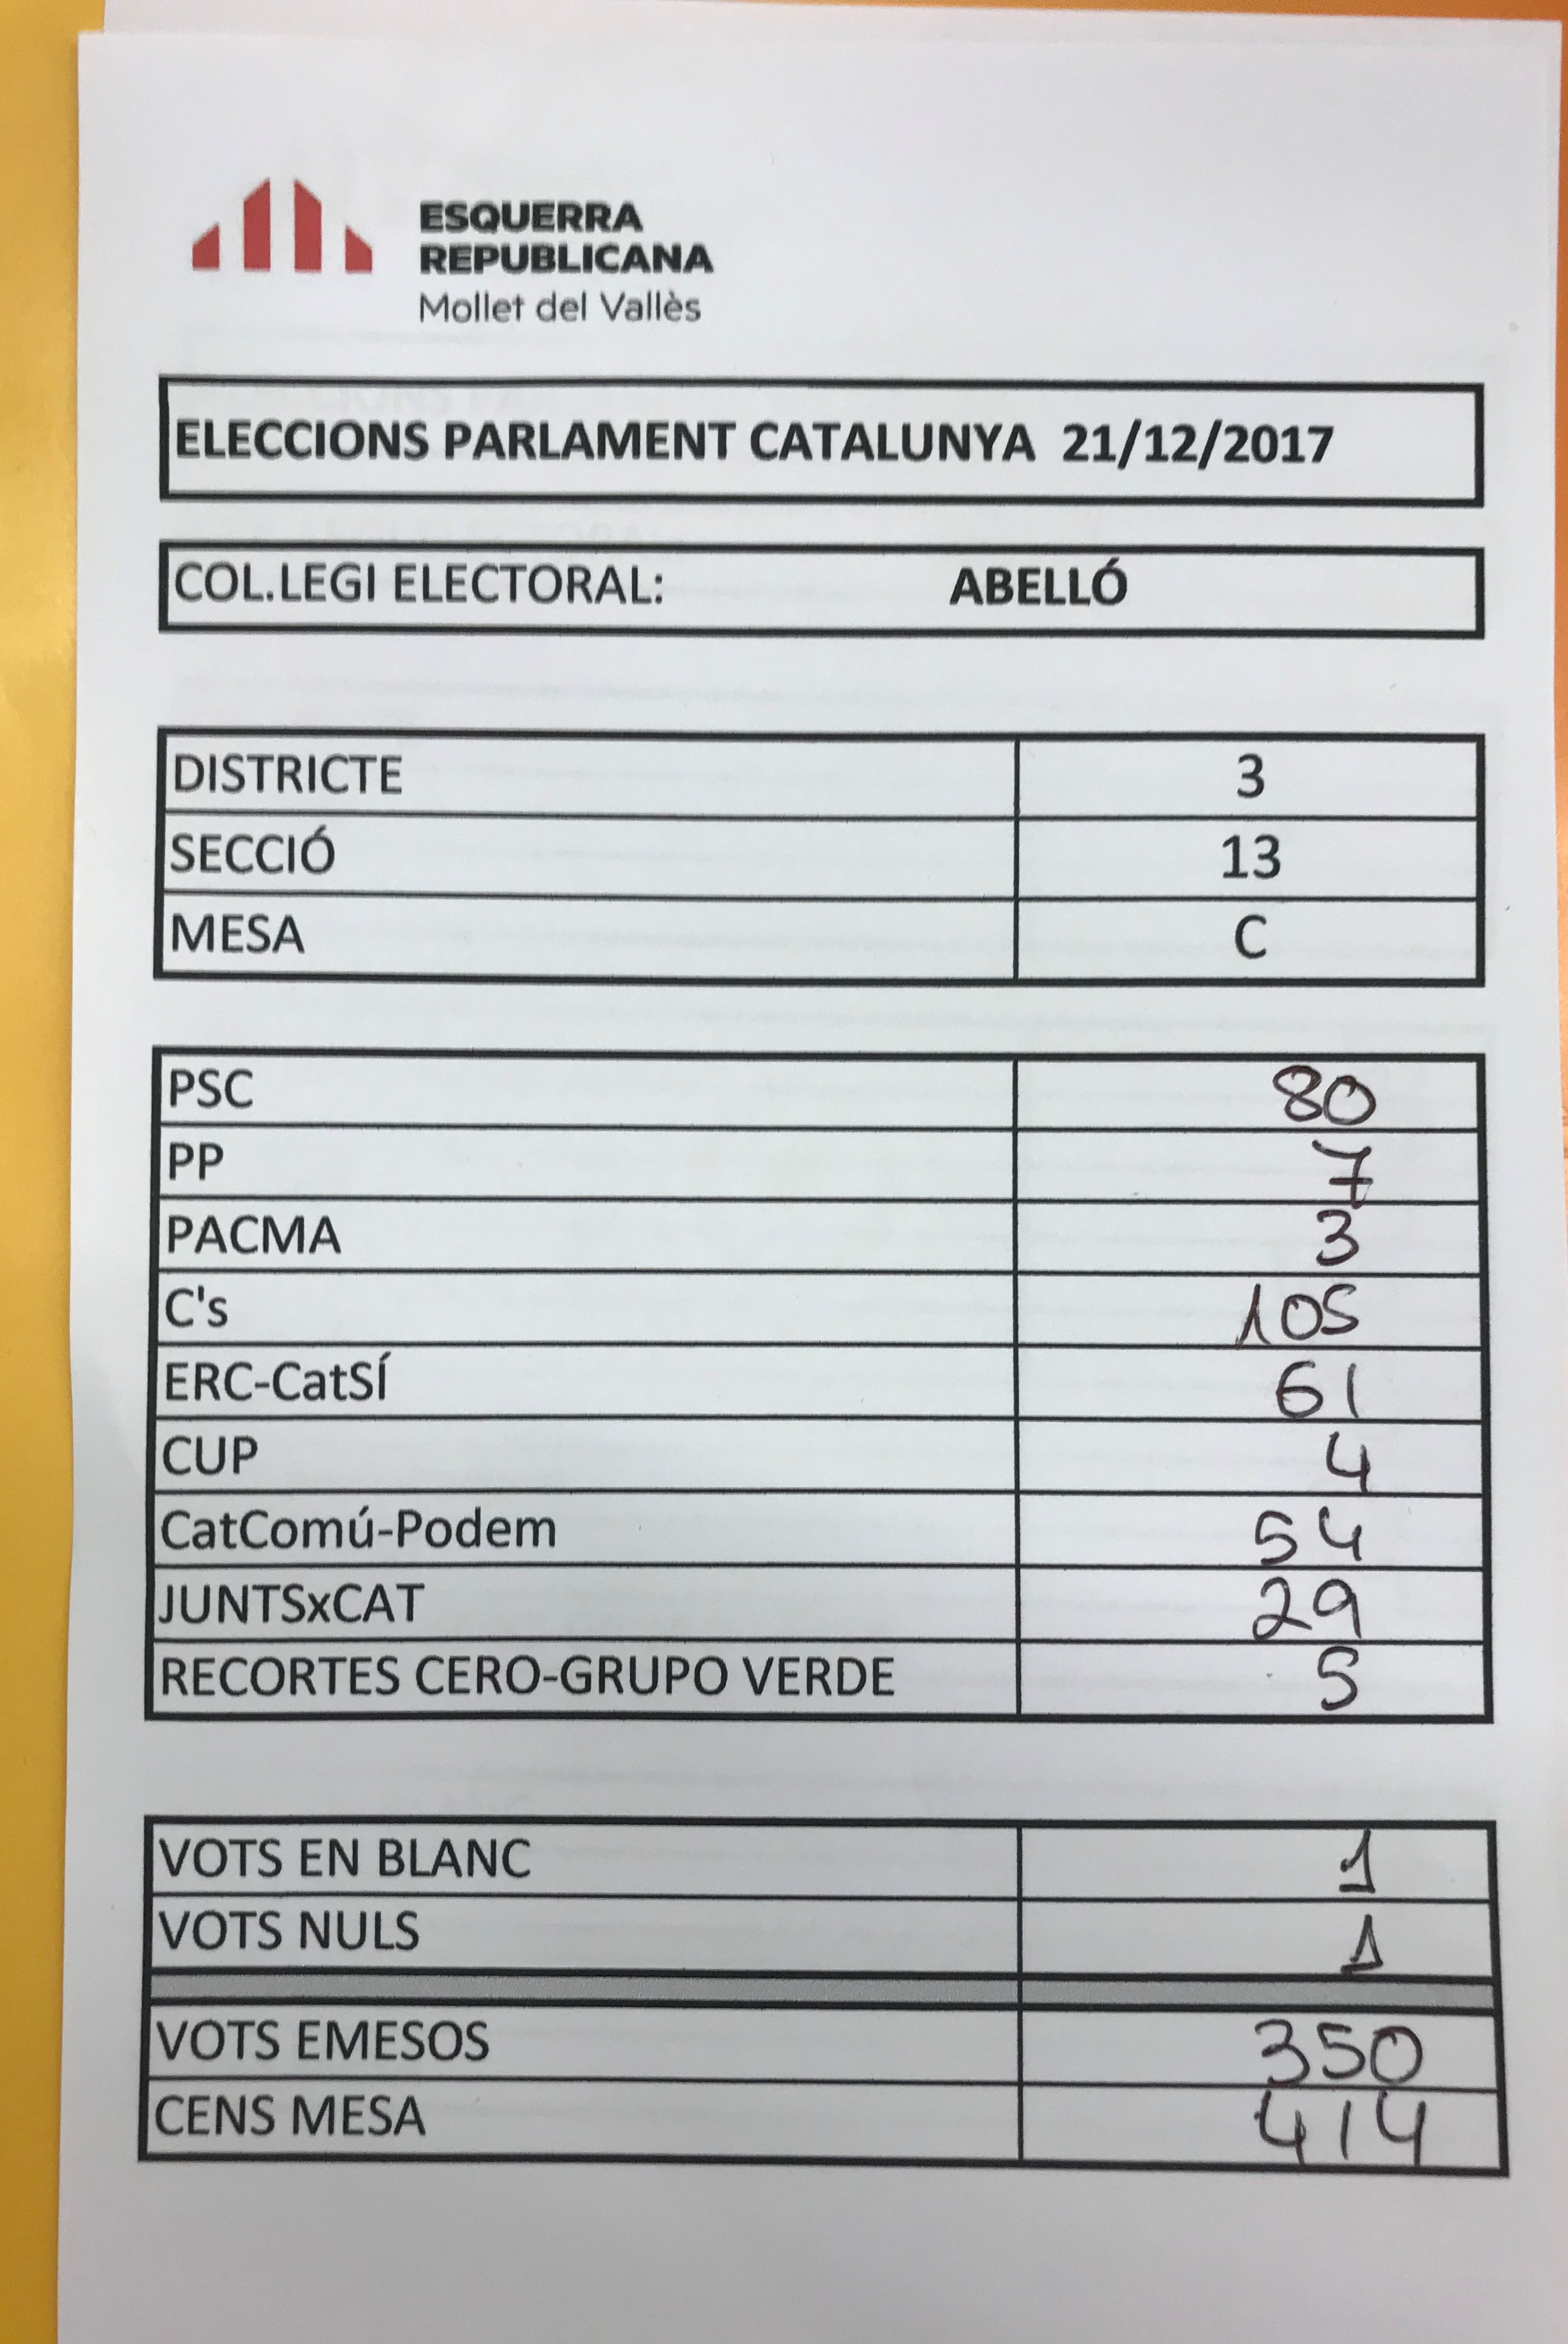 ESQUERRA
REPUBLICANA
Mollet del Vallès
ELECCIONS PARLAMENT CATALUNYA 21/12/2017
COL.LEGI ELECTORAL: ABELLÓ
DISTRICTE 3
SECCIÓ 13
MESA C
PSC 80
PP 7
PACMA 3
C's 105
ERC-CatSÍ 61
CUP 4
CatComú-Podem 54
JUNTSxCAT 29
RECORTES CERO-GRUPO VERDE 5
VOTS EN BLANC 1
VOTS NULS 1
VOTS EMESOS 350
CENS MESA 414